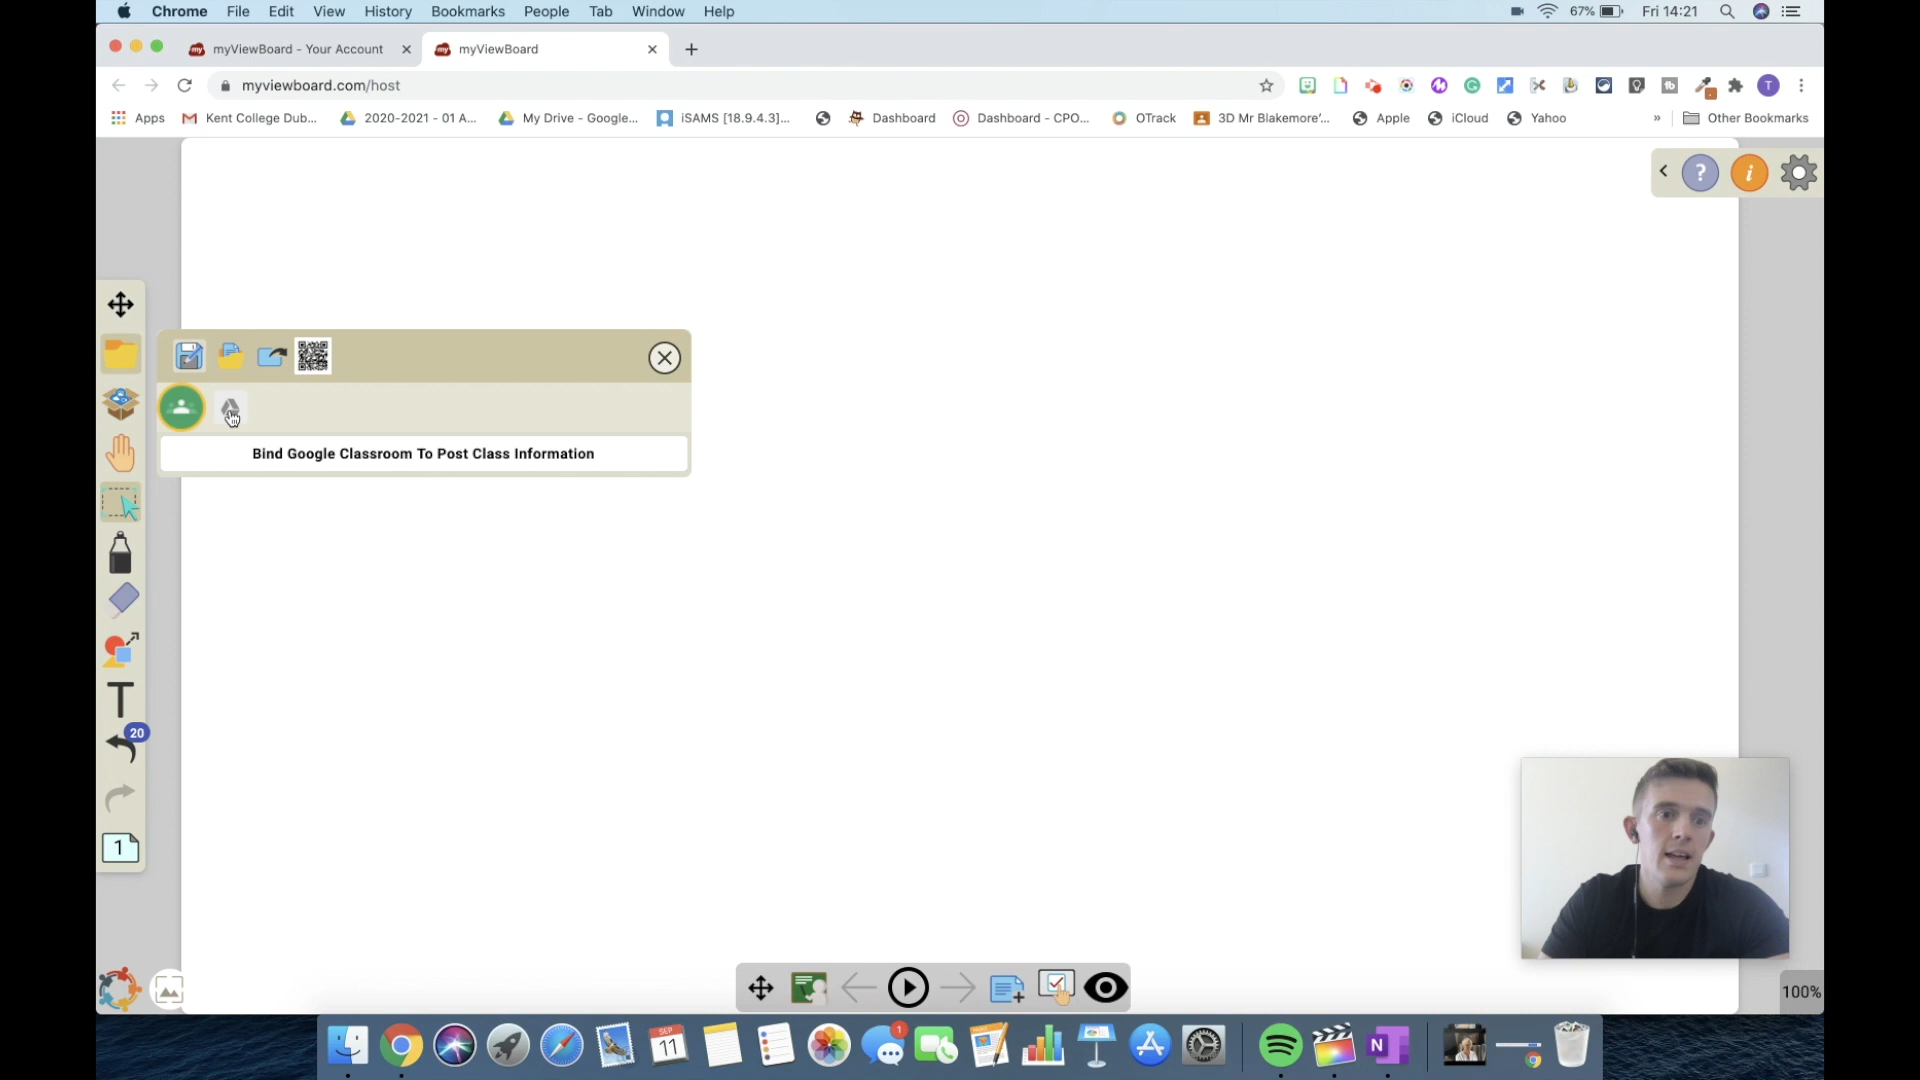 Chrome File Edit View History Bookmarks People Tab Window Help 67% Fri 14:21
myViewBoard - Your Account myViewBoard
myviewboard.com/host T
Apps Kent College Dub... 2020-2021 - 01 A... My Drive - Google... iSAMS [18.9.4.3]... Dashboard Dashboard - CPO... OTrack 3D Mr Blakemore'... Apple iCloud Yahoo » Other Bookmarks
? i
Bind Google Classroom To Post Class Information
T
20
1
100%
SEP
11
1
N